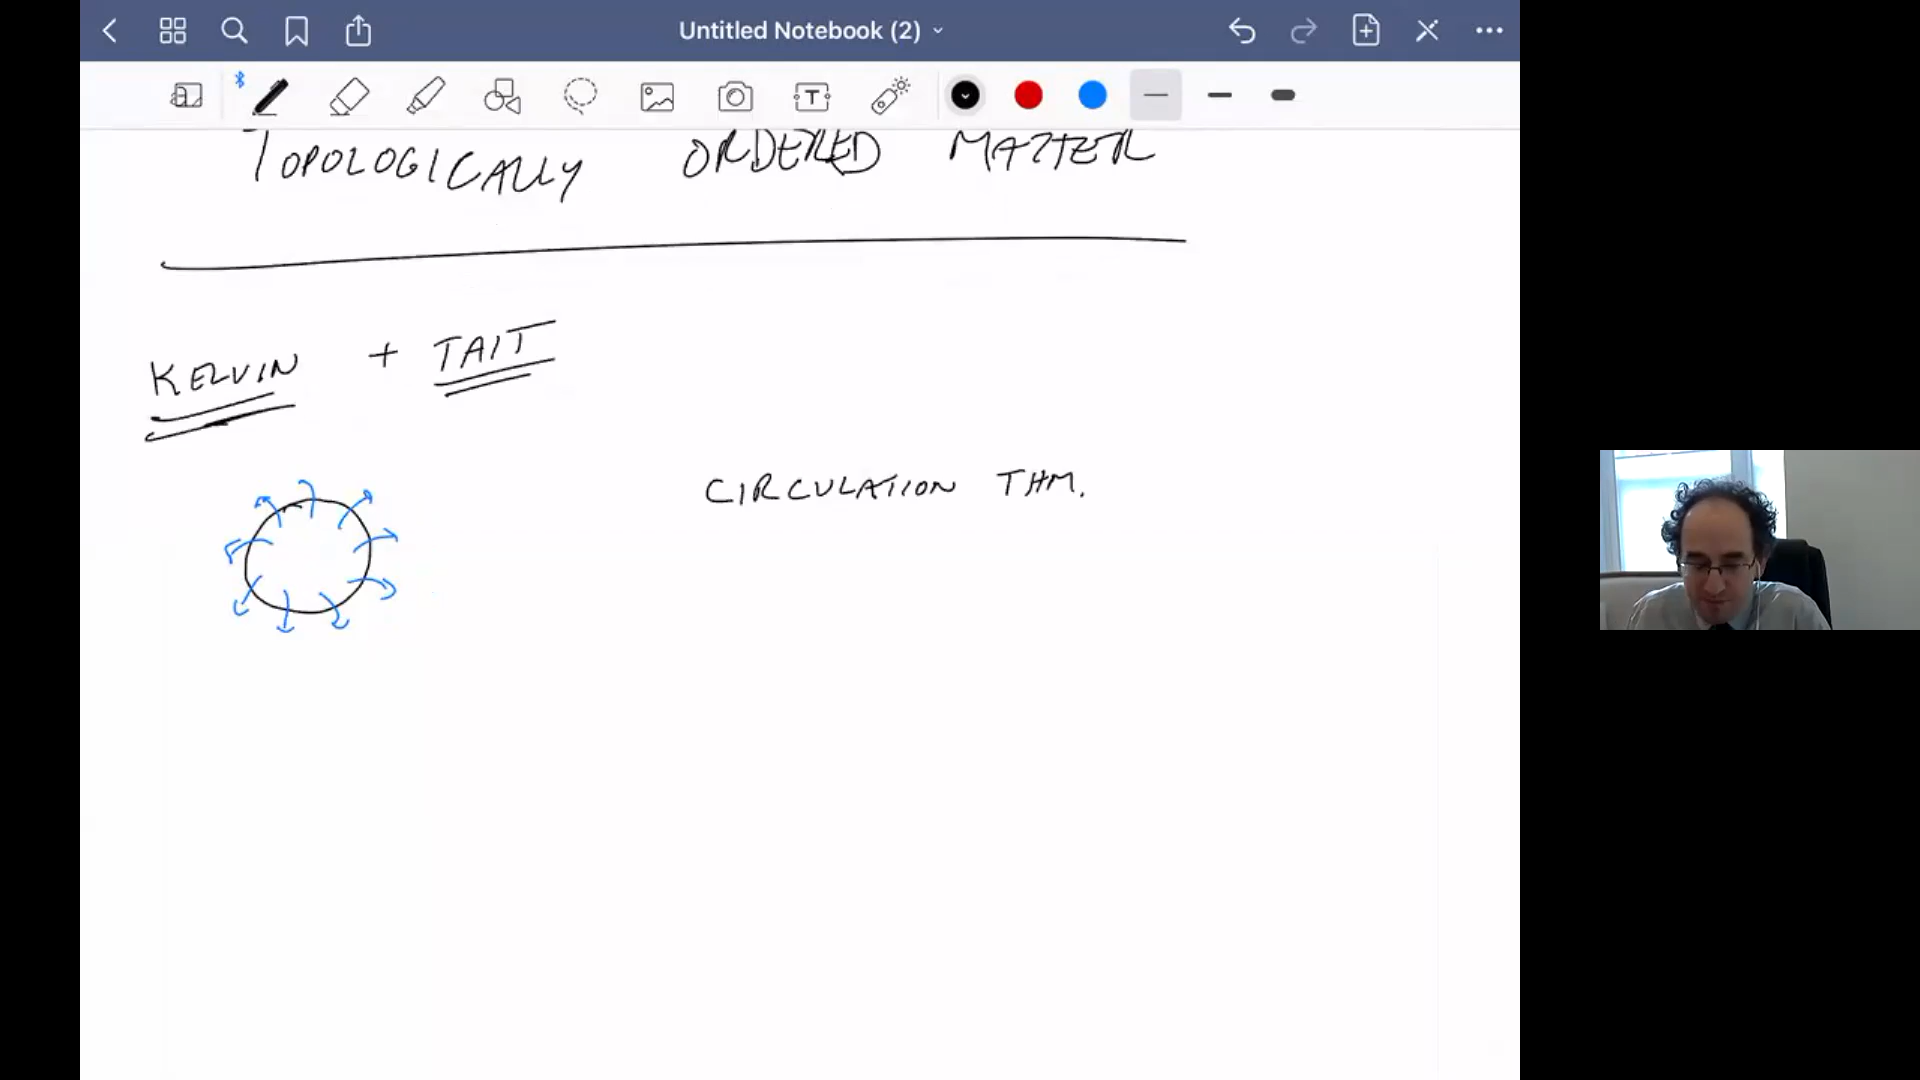 Untitled Notebook (2)
T
TOPOLOGICALLY ORDERED MATTER
KELVIN + TAIT
CIRCULATION THM.